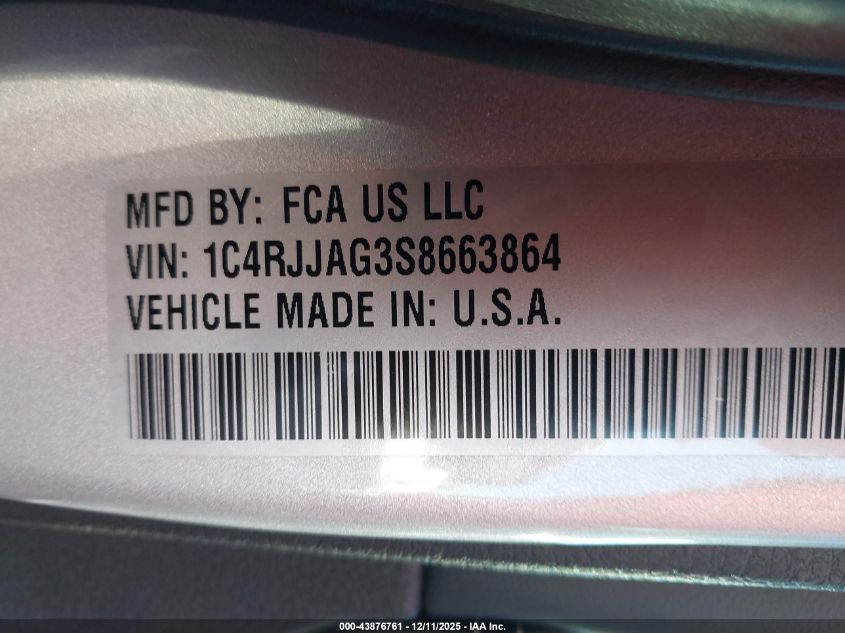 MFD BY: FCA US LLC
VIN: 1C4RJJAG3S8663864
VEHICLE MADE IN: U.S.A.
000-43876761 - 12/11/2025 - IAA Inc.